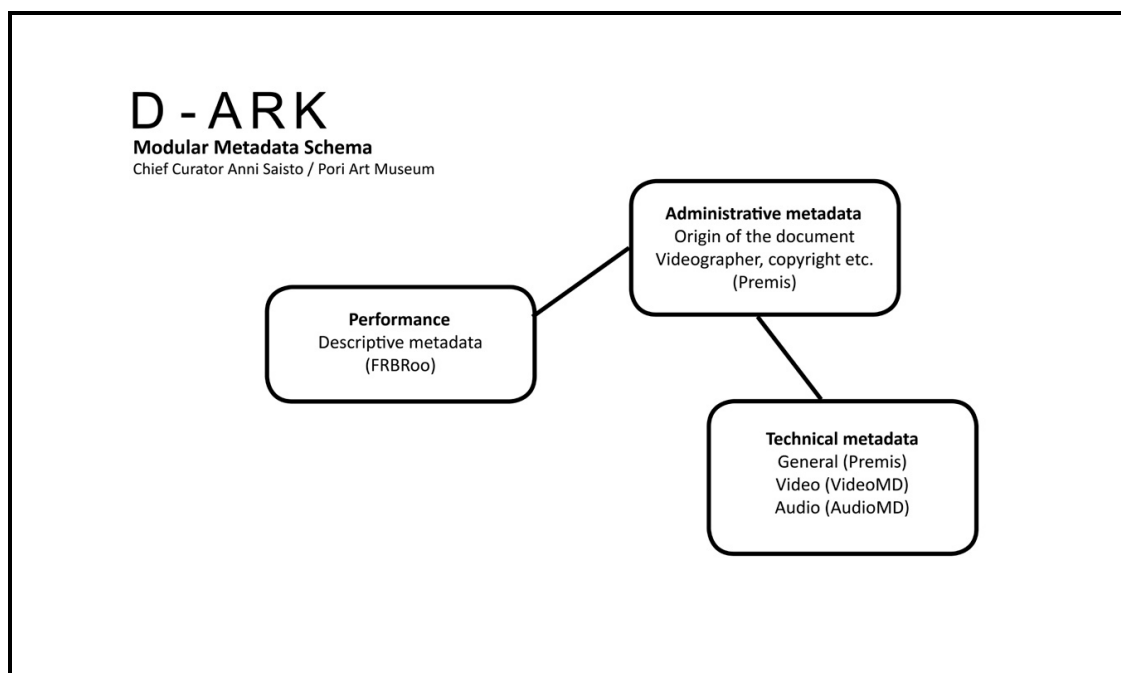 D - ARK
Modular Metadata Schema
Chief Curator Anni Saisto / Pori Art Museum
Administrative metadata
Origin of the document
Videographer, copyright etc.
(Premis)
Performance
Descriptive metadata
(FRBRoo)
Technical metadata
General (Premis)
Video (VideoMD)
Audio (AudioMD)